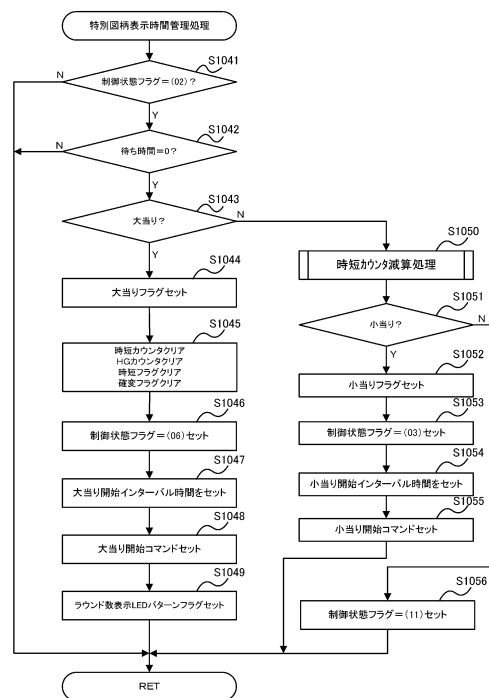 特別図柄表示時間管理処理
S1041
制御状態フラグ=(02)?
N
Y
S1042
待ち時間=0?
N
Y
S1043
大当り?
N
Y
S1044
大当りフラグセット
S1045
時短カウンタクリア
HGカウンタクリア
時短フラグクリア
確変フラグクリア
S1046
制御状態フラグ=(06)セット
S1047
大当り開始インターバル時間をセット
S1048
大当り開始コマンドセット
S1049
ラウンド数表示LEDパターンフラグセット
S1050
時短カウンタ減算処理
S1051
小当り?
N
Y
S1052
小当りフラグセット
S1053
制御状態フラグ=(03)セット
S1054
小当り開始インターバル時間をセット
S1055
小当り開始コマンドセット
S1056
制御状態フラグ=(11)セット
RET